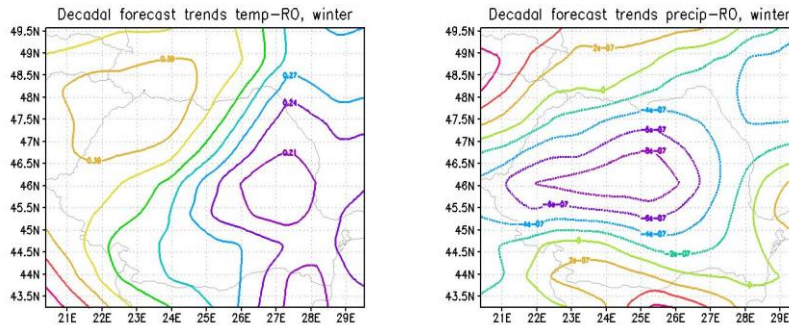 Decadal forecast trends temp-RO, winter
49.5N
49N
48.5N
48N
47.5N
47N
46.5N
46N
45.5N
45N
44.5N
44N
43.5N
0.27
0.24
0.21
21E 22E 23E 24E 25E 26E 27E 28E 29E
Decadal forecast trends precip-RO, winter
49.5N
49N
48.5N
48N
47.5N
47N
46.5N
46N
45.5N
45N
44.5N
44N
43.5N
2e-07
0
-4e-07
-6e-07
-8e-07
-6e-07
-6e-07
-4e-07
-4e-07
0
-2e-07
2e-07
21E 22E 23E 24E 25E 26E 27E 28E 29E